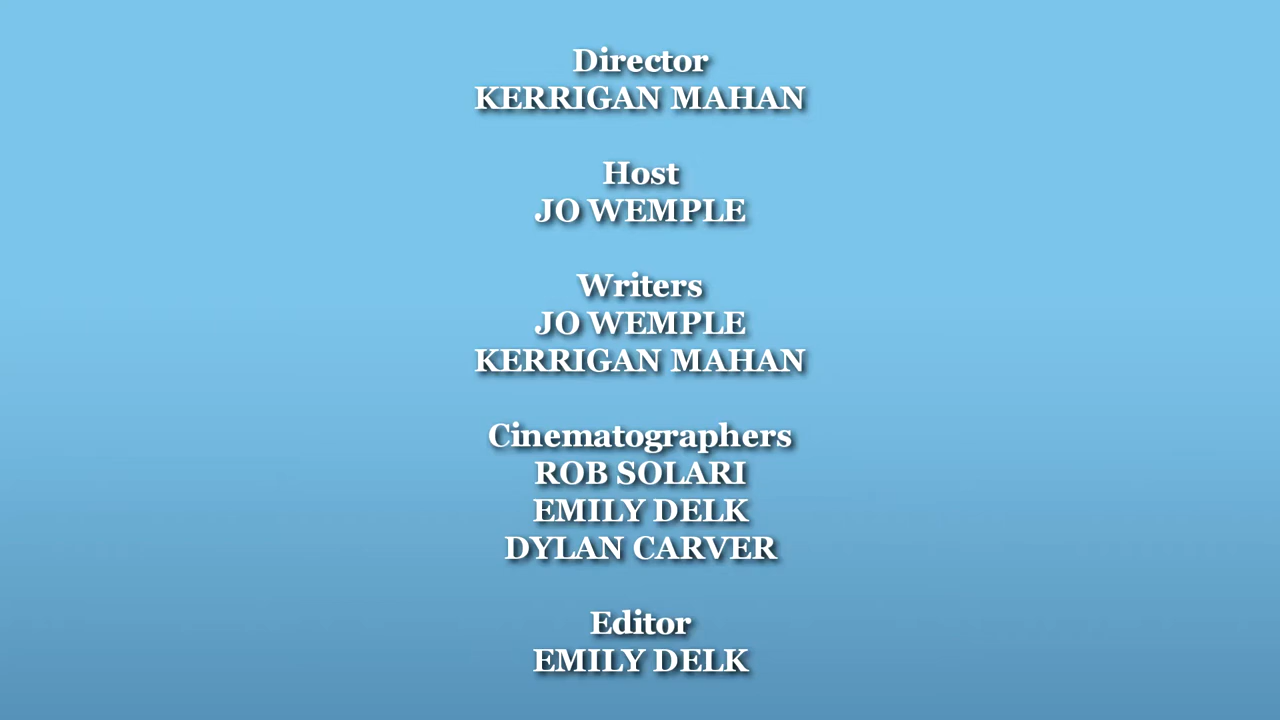 Director
KERRIGAN MAHAN
Host
JO WEMPLE
Writers
JO WEMPLE
KERRIGAN MAHAN
Cinematographers
ROB SOLARI
EMILY DELK
DYLAN CARVER
Editor
EMILY DELK